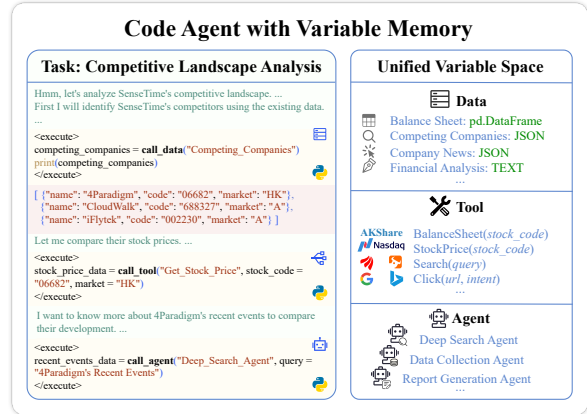 Code Agent with Variable Memory
Task: Competitive Landscape Analysis
Hmm, let's analyze SenseTime's competitive landscape. ...
First I will identify SenseTime's competitors using the existing data.
...
<execute>
competing_companies = call_data("Competing_Companies")
print(competing_companies)
</execute>
[ {"name": "4Paradigm", "code": "06682", "market": "HK"},
{"name": "CloudWalk", "code": "688327", "market": "A"},
{"name": "iFlytek", "code": "002230", "market": "A"} ]
Let me compare their stock prices. ...
<execute>
stock_price_data = call_tool("Get_Stock_Price", stock_code =
"06682", market = "HK")
</execute>
I want to know more about 4Paradigm's recent events to compare
their development. ...
<execute>
recent_events_data = call_agent("Deep_Search_Agent", query =
"4Paradigm's Recent Events")
</execute>
Unified Variable Space
Data
Balance Sheet: pd.DataFrame
Competing Companies: JSON
Company News: JSON
Financial Analysis: TEXT
...
Tool
AKShare BalanceSheet(stock_code)
Nasdaq StockPrice(stock_code)
Search(query)
Click(url, intent)
...
Agent
Deep Search Agent
Data Collection Agent
Report Generation Agent
...